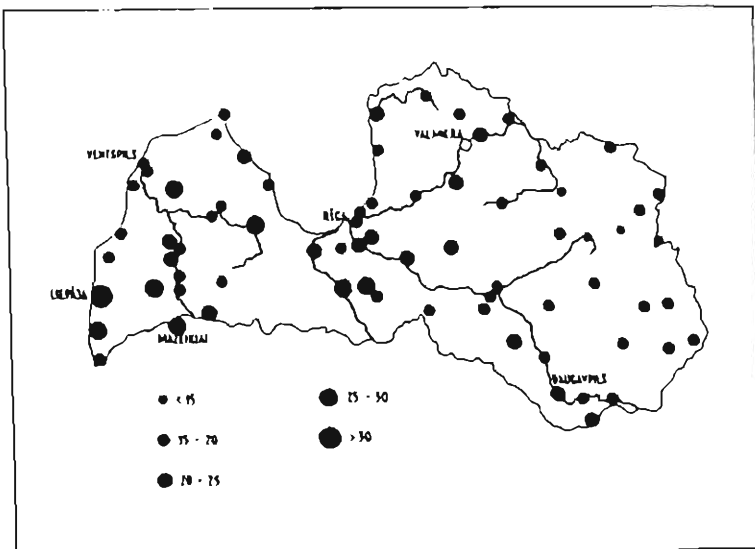 VENTSPILS
VALMIERA
RĪGA
LIEPĀJA
MAZEIKIAI
DAUGAVPILS
< 15
15 - 20
20 - 25
25 - 30
> 30